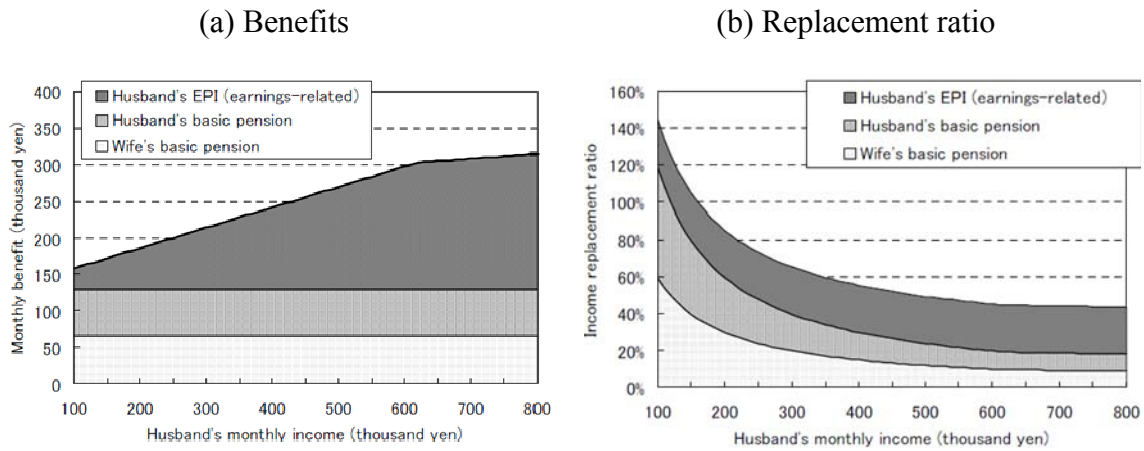 (a) Benefits
400
350
300
250
200
150
100
50
0
Monthly benefit (thousand yen)
Husband's EPI (earnings-related)
Husband's basic pension
Wife's basic pension
100 200 300 400 500 600 700 800
Husband's monthly income (thousand yen)
(b) Replacement ratio
160%
140%
120%
100%
80%
60%
40%
20%
0%
Income replacement ratio
Husband's EPI (earnings-related)
Husband's basic pension
Wife's basic pension
100 200 300 400 500 600 700 800
Husband's monthly income (thousand yen)